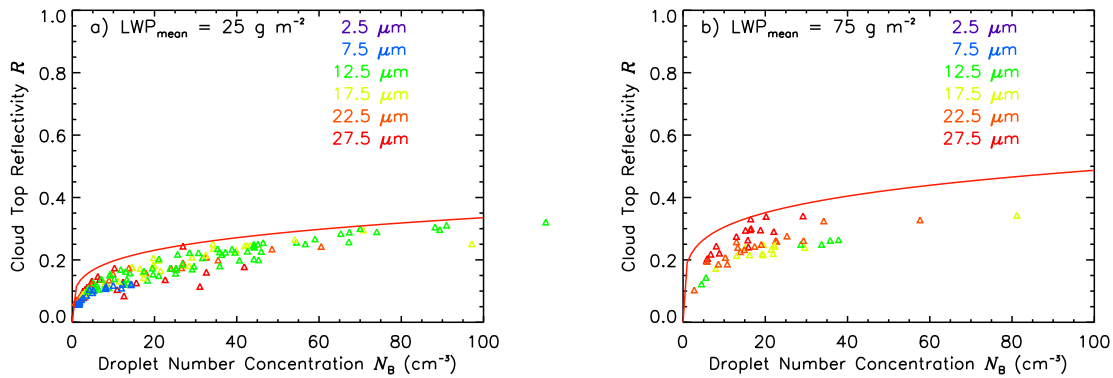 a) LWPmean = 25 g m⁻²
2.5 μm
7.5 μm
12.5 μm
17.5 μm
22.5 μm
27.5 μm
1.0
0.8
0.6
0.4
0.2
0.0
Cloud Top Reflectivity R
0 20 40 60 80 100
Droplet Number Concentration NB (cm⁻³)
b) LWPmean = 75 g m⁻²
2.5 μm
7.5 μm
12.5 μm
17.5 μm
22.5 μm
27.5 μm
1.0
0.8
0.6
0.4
0.2
0.0
Cloud Top Reflectivity R
0 20 40 60 80 100
Droplet Number Concentration NB (cm⁻³)